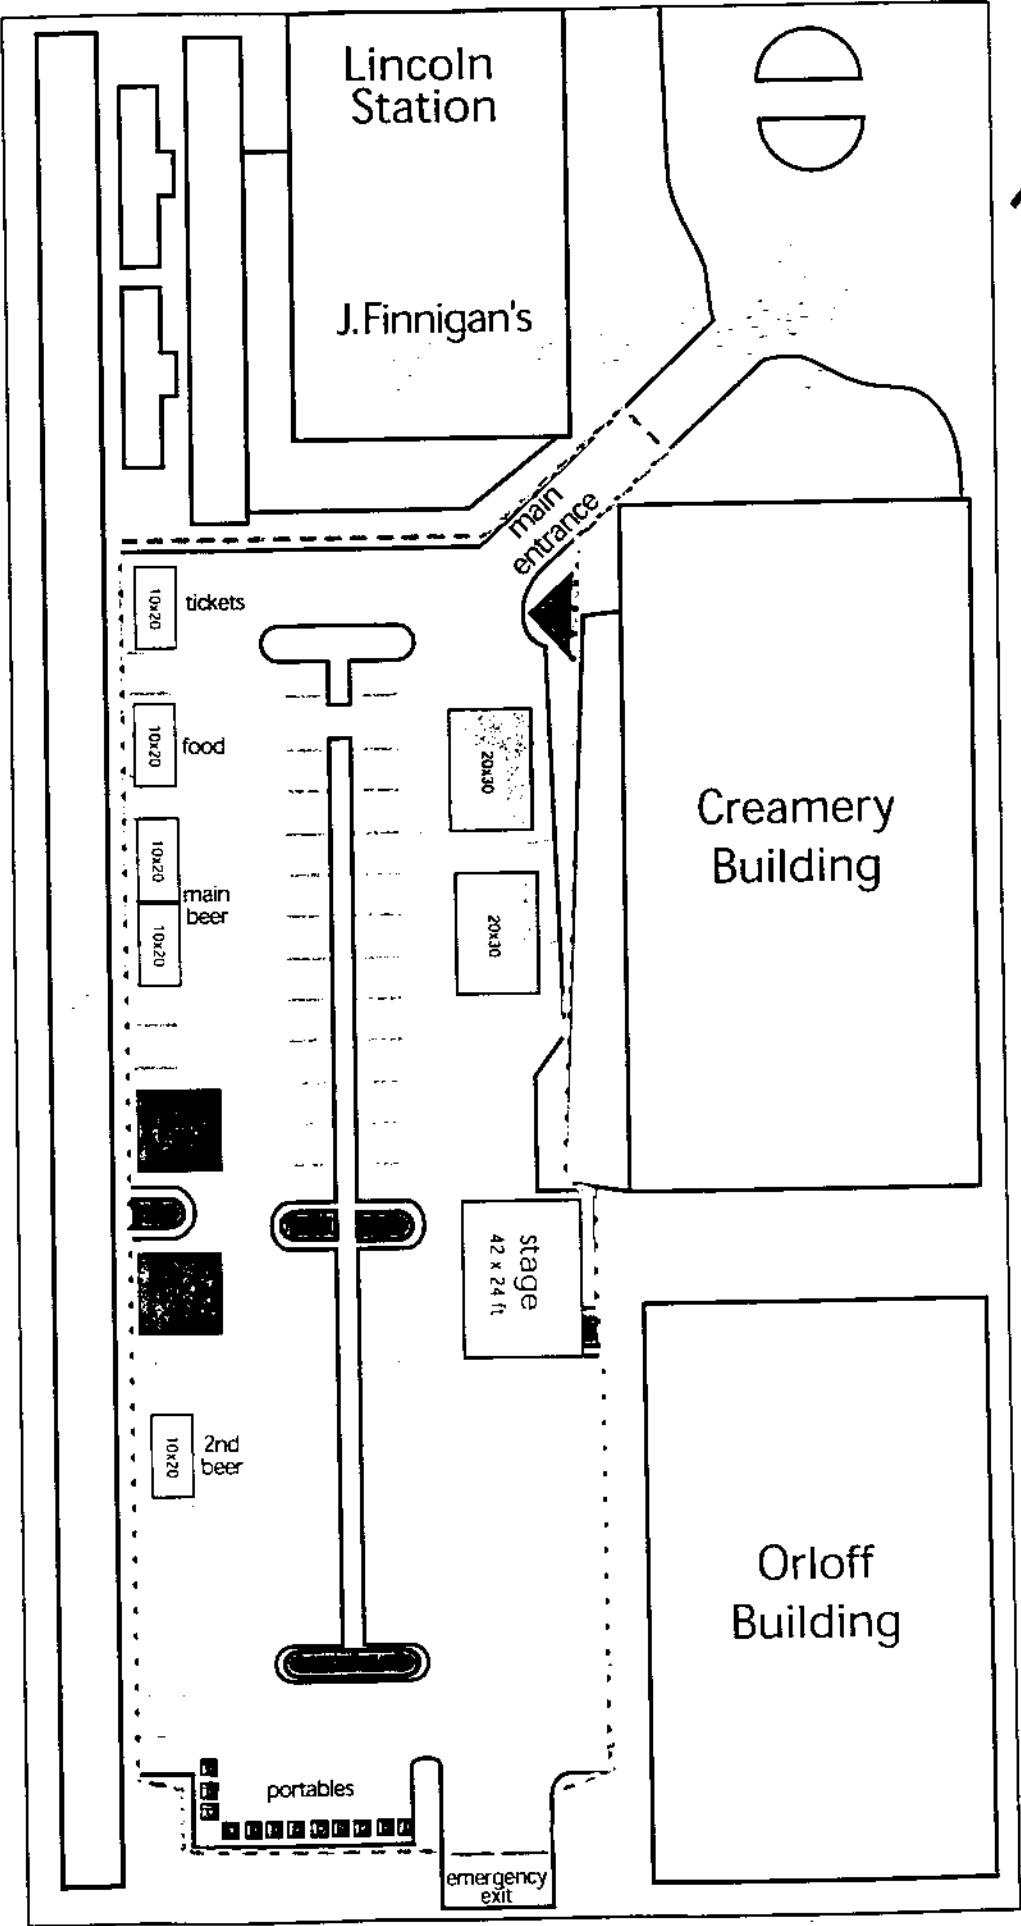 Lincoln
Station
J.Finnigan's
main
entrance
10x20
tickets
10x20
food
20x30
Creamery
Building
10x20
main
beer
10x20
20x30
stage
42 x 24 ft
10x20
2nd
beer
Orloff
Building
portables
emergency
exit